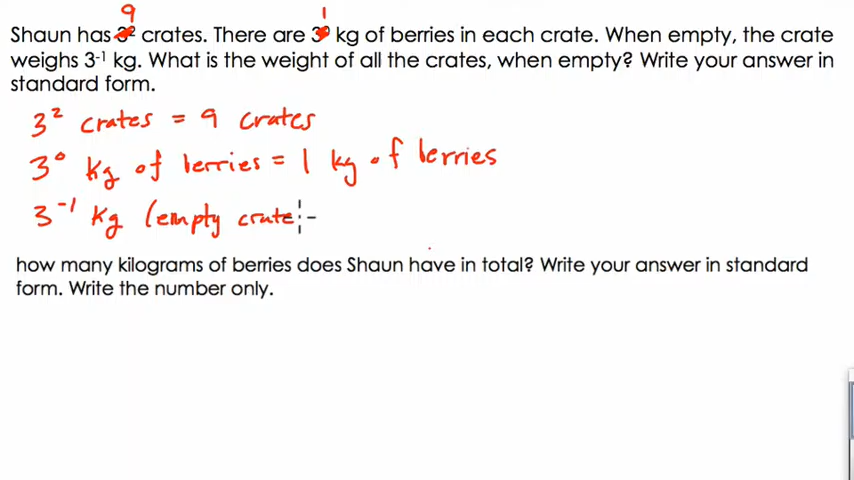 9 1
Shaun has 3² crates. There are 3⁰ kg of berries in each crate. When empty, the crate
weighs 3⁻¹ kg. What is the weight of all the crates, when empty? Write your answer in
standard form.
3² crates = 9 crates
3⁰ kg of berries = 1 kg of berries
3⁻¹ kg (empty crate
how many kilograms of berries does Shaun have in total? Write your answer in standard
form. Write the number only.